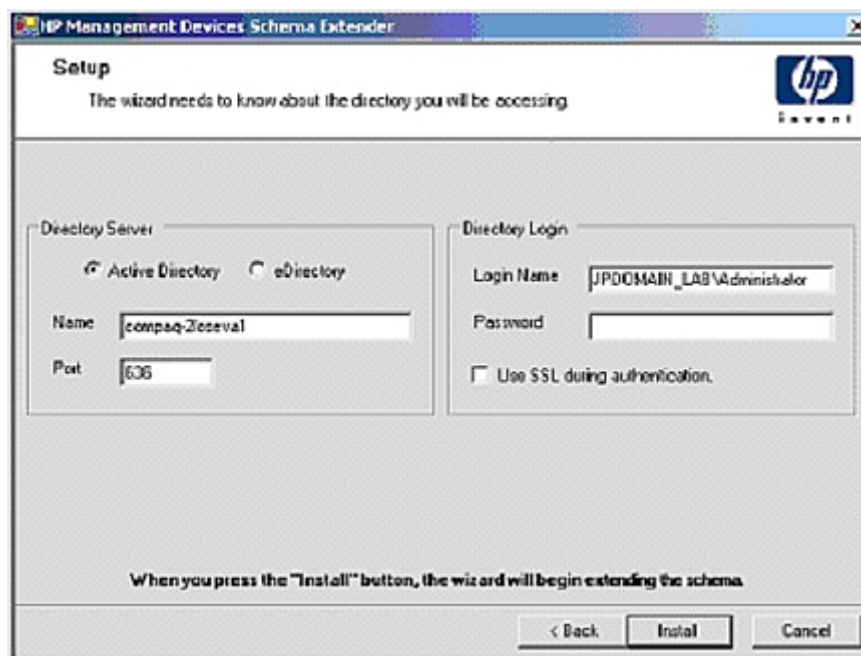 HP Management Devices Schema Extender
Setup
The wizard needs to know about the directory you will be accessing.
hp
invent
Directory Server
Active Directory
eDirectory
Name
Port
636
Directory Login
Login Name
JPDOMAIN_LAB\Administrator
Password
Use SSL during authentication.
When you press the "Install" button, the wizard will begin extending the schema.
< Back
Install
Cancel